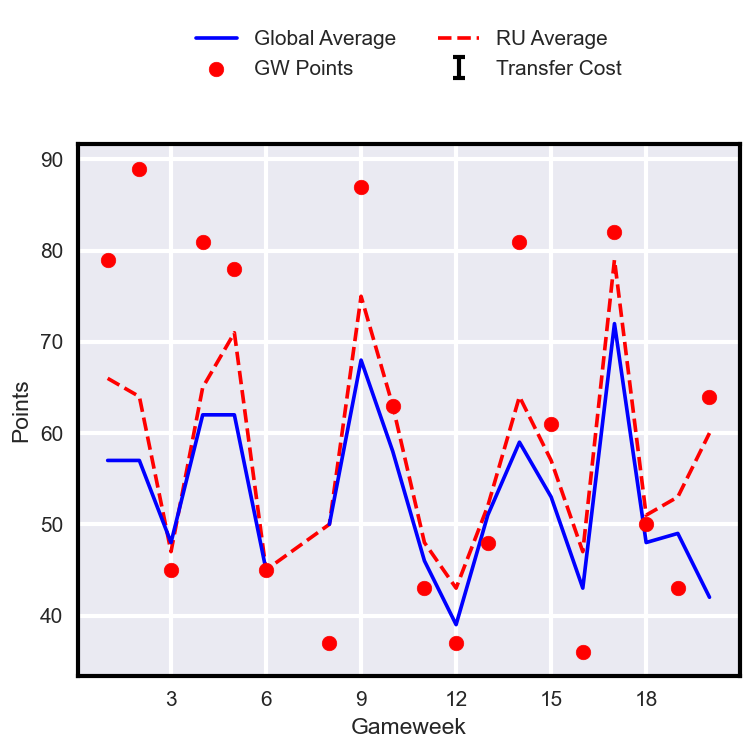 Global Average
RU Average
GW Points
Transfer Cost
90
80
70
60
50
40
Points
3 6 9 12 15 18
Gameweek